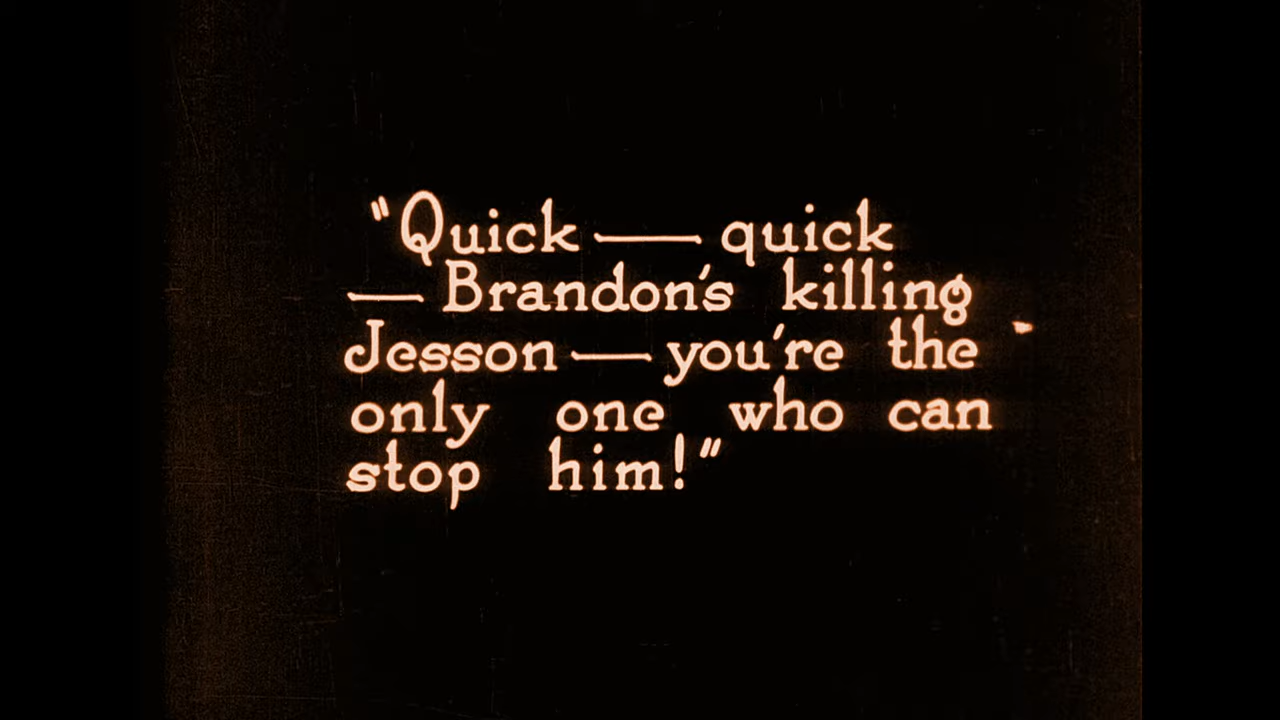 "Quick — quick
— Brandon's killing
Jesson — you're the
only one who can
stop him!"